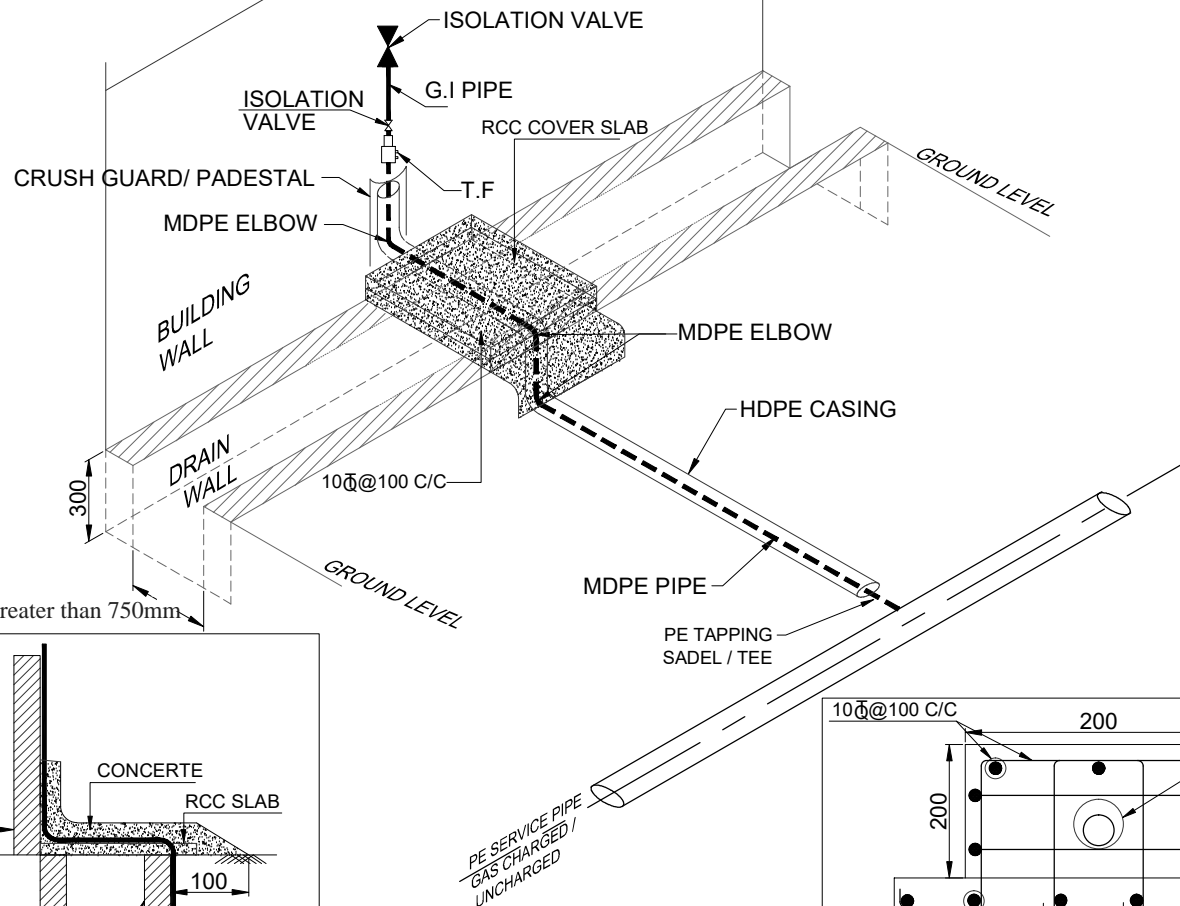 ISOLATION VALVE
G.I PIPE
ISOLATION
VALVE
RCC COVER SLAB
GROUND LEVEL
CRUSH GUARD/ PADESTAL
T.F
MDPE ELBOW
BUILDING
WALL
MDPE ELBOW
HDPE CASING
DRAIN
WALL
10Ф@100 C/C
300
GROUND LEVEL
MDPE PIPE
reater than 750mm
PE TAPPING
SADEL / TEE
10Ф@100 C/C
200
200
CONCERTE
RCC SLAB
100
PE SERVICE PIPE
GAS CHARGED /
UNCHARGED